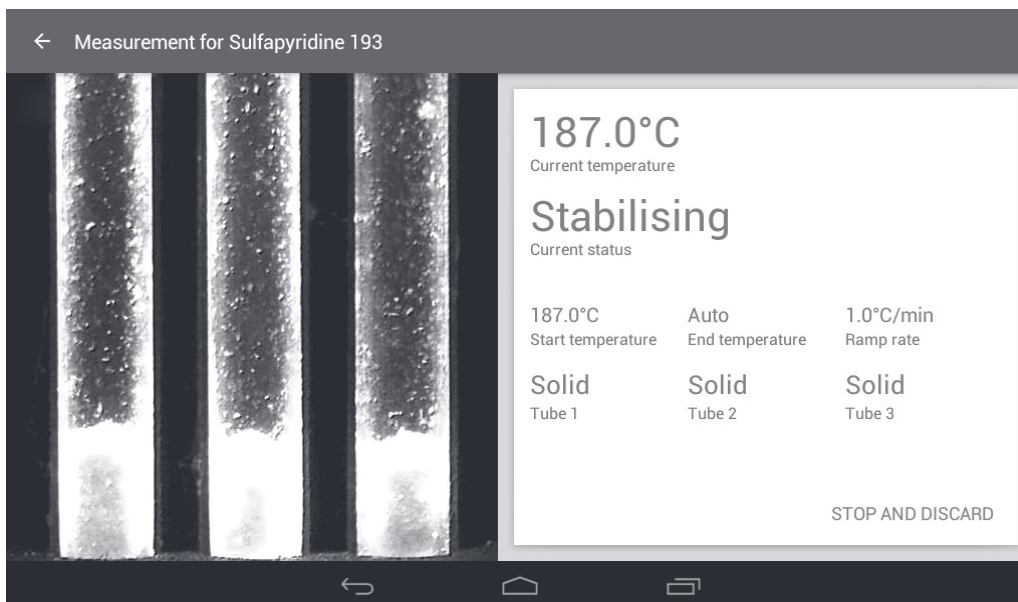 Measurement for Sulfapyridine 193
187.0°C
Current temperature
Stabilising
Current status
187.0°C Auto 1.0°C/min
Start temperature End temperature Ramp rate
Solid Solid Solid
Tube 1 Tube 2 Tube 3
STOP AND DISCARD